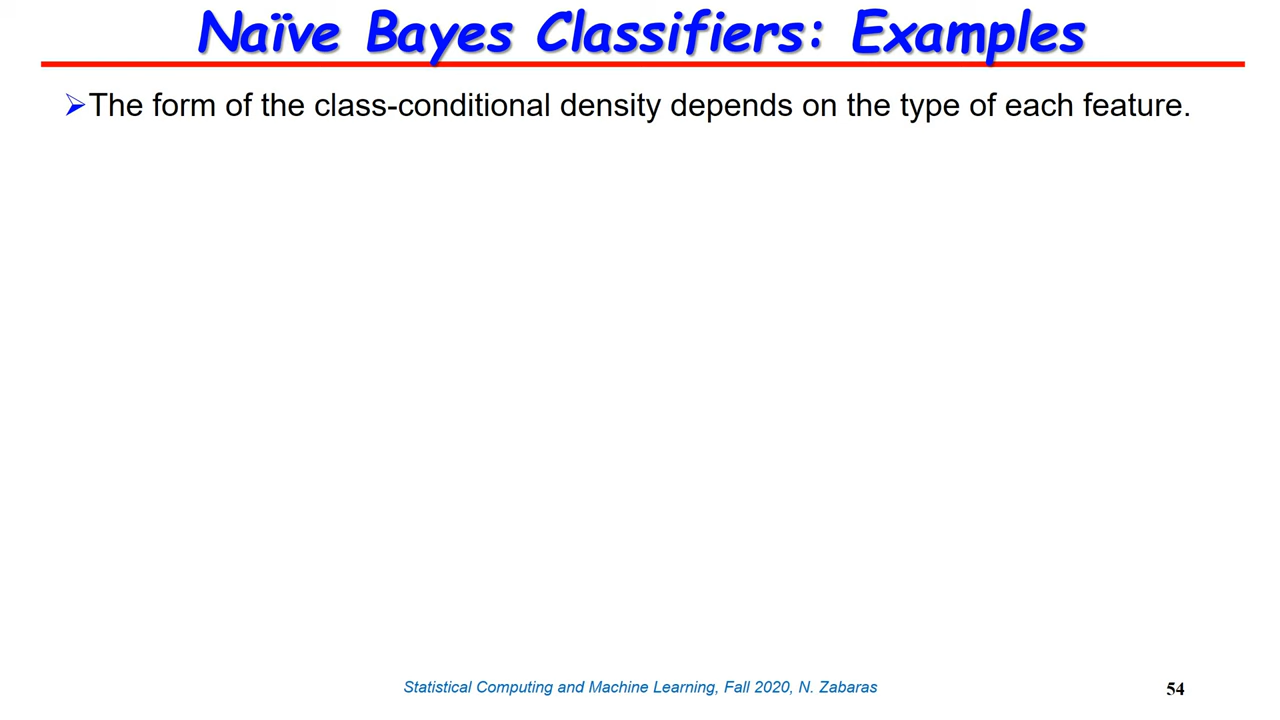 Naïve Bayes Classifiers: Examples
➢The form of the class-conditional density depends on the type of each feature.
Statistical Computing and Machine Learning, Fall 2020, N. Zabaras
54